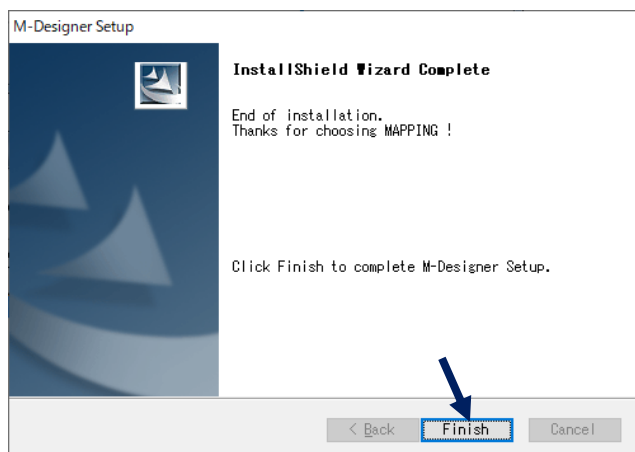 M-Designer Setup
InstallShield Wizard Complete
End of installation.
Thanks for choosing MAPPING !
Click Finish to complete M-Designer Setup.
< Back
Finish
Cancel